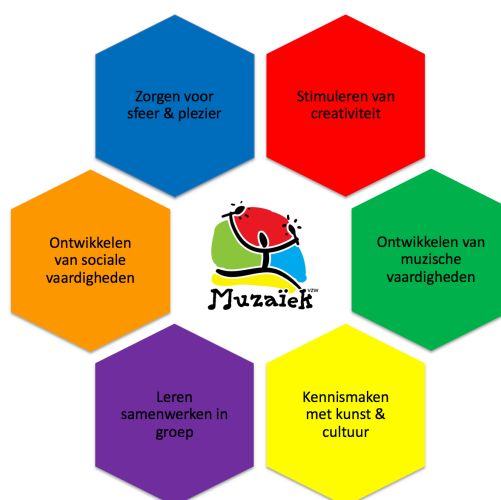 Zorgen voor
sfeer & plezier
Stimuleren van
creativiteit
Ontwikkelen
van sociale
vaardigheden
Muzaïek
vzw
Ontwikkelen van
muzische
vaardigheden
Leren
samenwerken in
groep
Kennismaken
met kunst &
cultuur